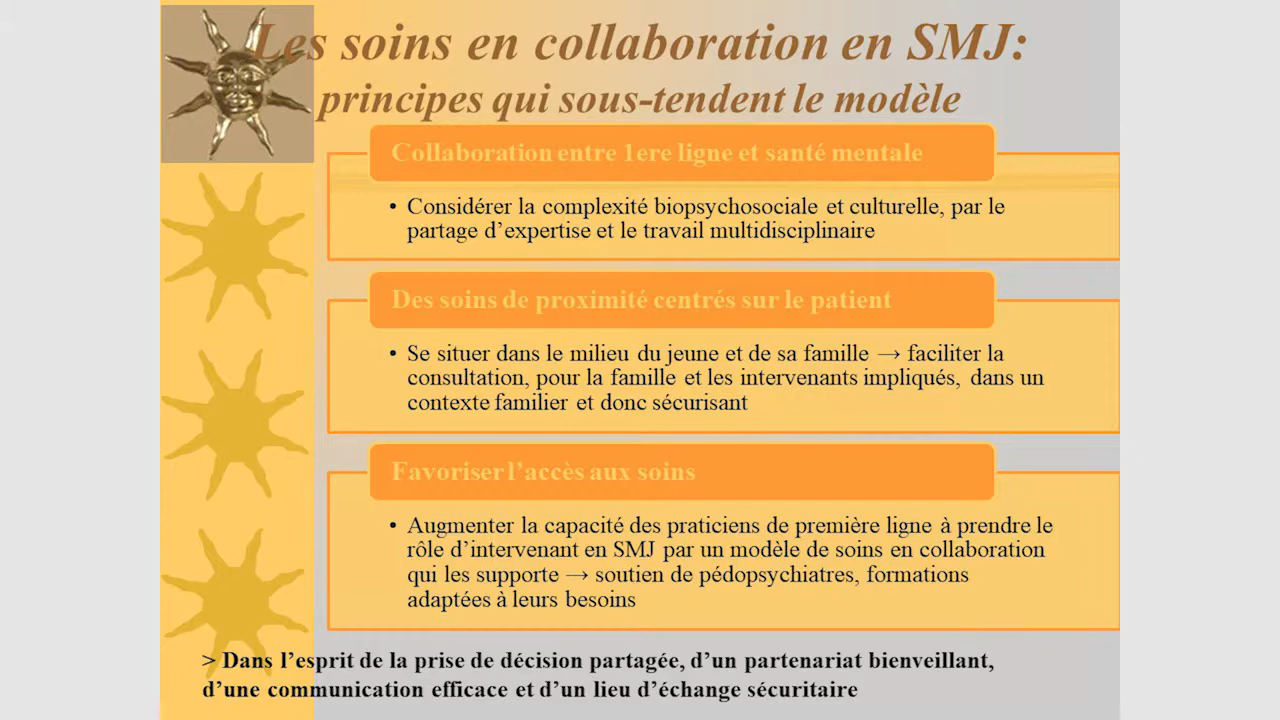 Les soins en collaboration en SMJ:
principes qui sous-tendent le modèle
Collaboration entre 1ere ligne et santé mentale
• Considérer la complexité biopsychosociale et culturelle, par le
partage d’expertise et le travail multidisciplinaire
Des soins de proximité centrés sur le patient
• Se situer dans le milieu du jeune et de sa famille → faciliter la
consultation, pour la famille et les intervenants impliqués, dans un
contexte familier et donc sécurisant
Favoriser l’accès aux soins
• Augmenter la capacité des praticiens de première ligne à prendre le
rôle d’intervenant en SMJ par un modèle de soins en collaboration
qui les supporte → soutien de pédopsychiatres, formations
adaptées à leurs besoins
> Dans l’esprit de la prise de décision partagée, d’un partenariat bienveillant,
d’une communication efficace et d’un lieu d’échange sécuritaire